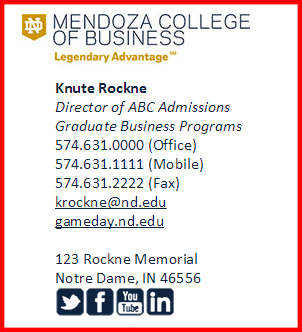 ND
MENDOZA COLLEGE
OF BUSINESS
Legendary Advantage™
Knute Rockne
Director of ABC Admissions
Graduate Business Programs
574.631.0000 (Office)
574.631.1111 (Mobile)
574.631.2222 (Fax)
krockne@nd.edu
gameday.nd.edu
123 Rockne Memorial
Notre Dame, IN 46556
f You Tube in